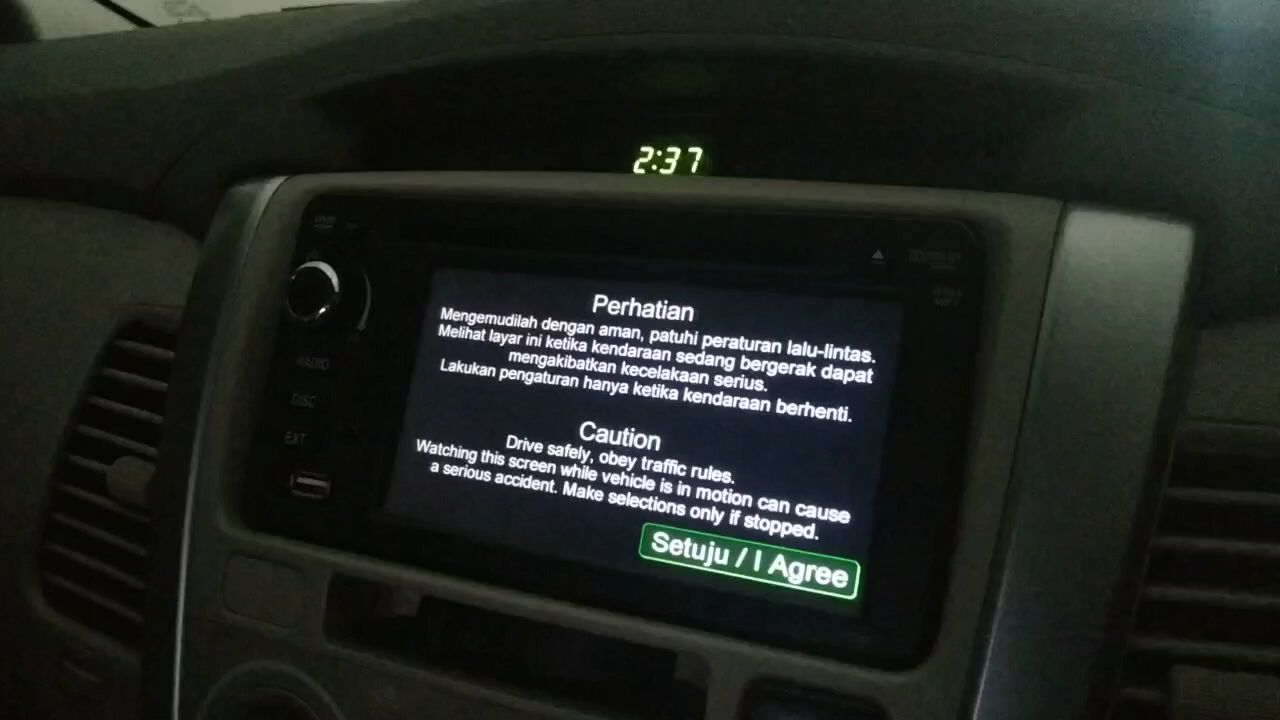 2:37
Perhatian
Mengemudilah dengan aman, patuhi peraturan lalu-lintas.
Melihat layar ini ketika kendaraan sedang bergerak dapat
mengakibatkan kecelakaan serius.
Lakukan pengaturan hanya ketika kendaraan berhenti.
Caution
Drive safely, obey traffic rules.
Watching this screen while vehicle is in motion can cause
a serious accident. Make selections only if stopped.
Setuju / I Agree
DISC
EXT